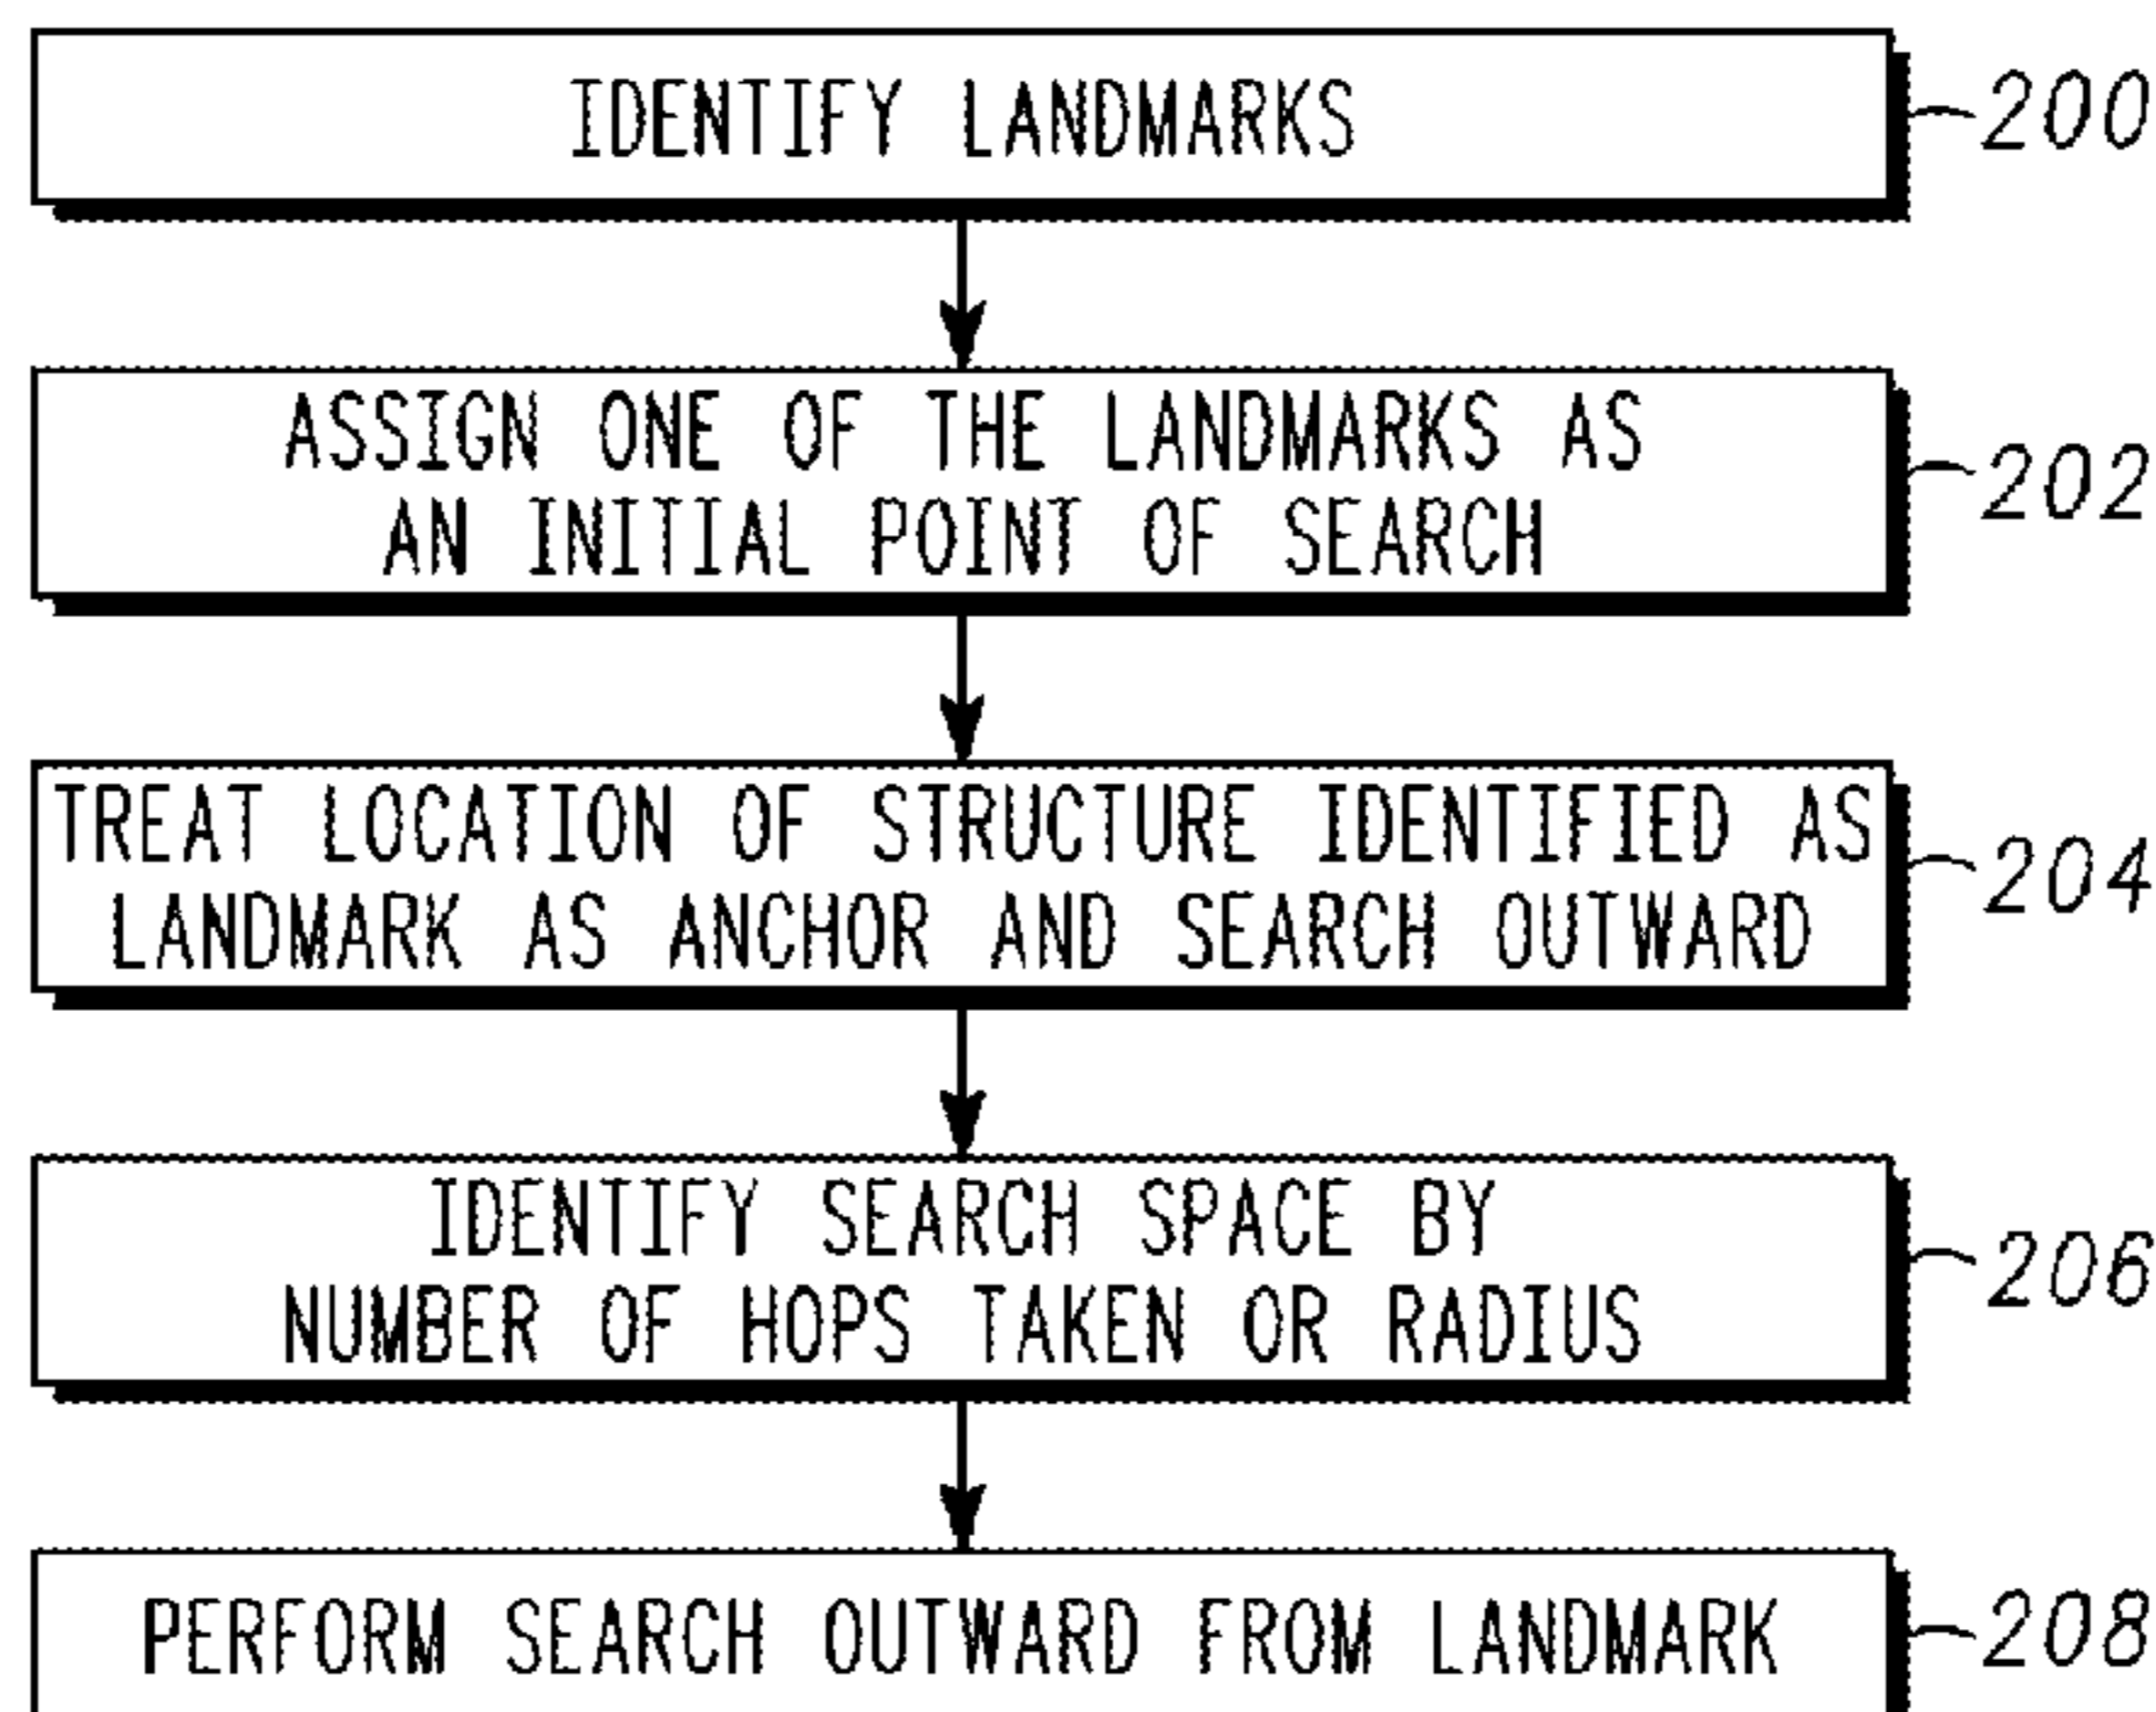 IDENTIFY LANDMARKS
200
ASSIGN ONE OF THE LANDMARKS AS
AN INITIAL POINT OF SEARCH
202
TREAT LOCATION OF STRUCTURE IDENTIFIED AS
LANDMARK AS ANCHOR AND SEARCH OUTWARD
204
IDENTIFY SEARCH SPACE BY
NUMBER OF HOPS TAKEN OR RADIUS
206
PERFORM SEARCH OUTWARD FROM LANDMARK
208